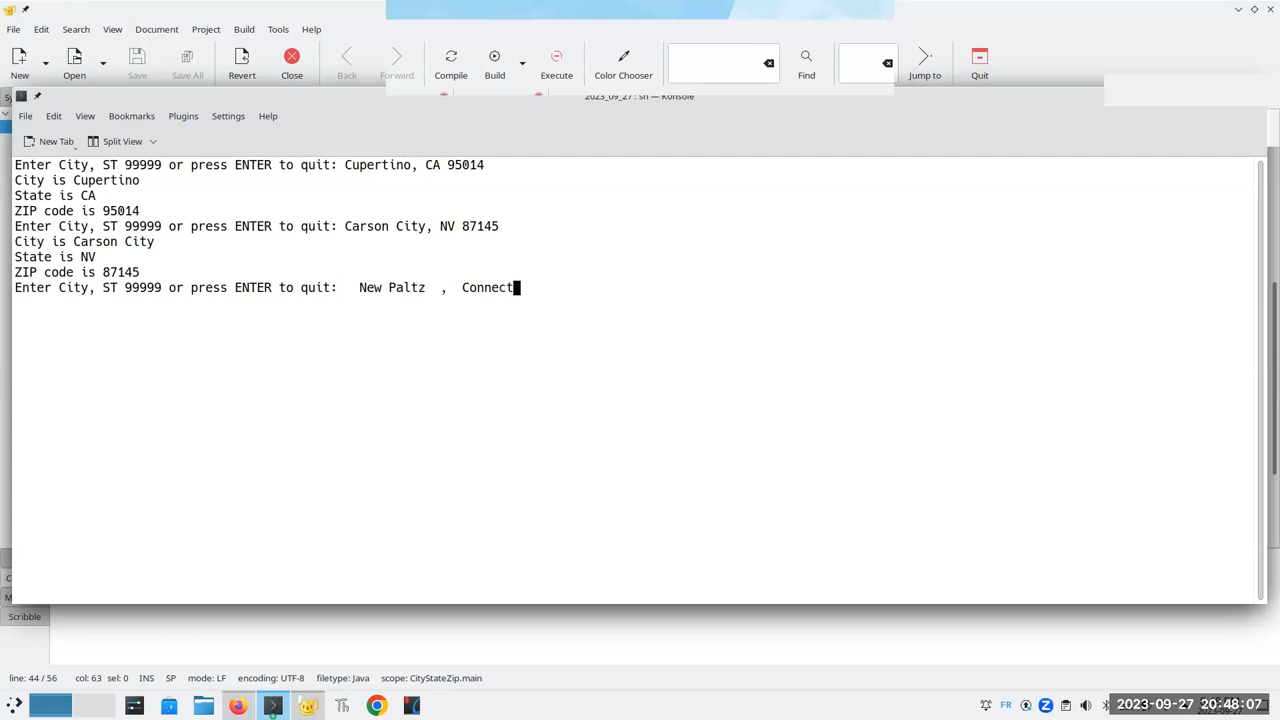 File Edit Search View Document Project Build Tools Help
New Open Save Save All Revert Close Back Forward Compile Build Execute Color Chooser Find Jump to Quit
2023_09_27 : sh — Konsole
File Edit View Bookmarks Plugins Settings Help
New Tab Split View
Enter City, ST 99999 or press ENTER to quit: Cupertino, CA 95014
City is Cupertino
State is CA
ZIP code is 95014
Enter City, ST 99999 or press ENTER to quit: Carson City, NV 87145
City is Carson City
State is NV
ZIP code is 87145
Enter City, ST 99999 or press ENTER to quit:   New Paltz  ,  Connect
Scribble
line: 44 / 56 col: 63 sel: 0 INS SP mode: LF encoding: UTF-8 filetype: Java scope: CityStateZip.main
FR 2023-09-27 20:48:07